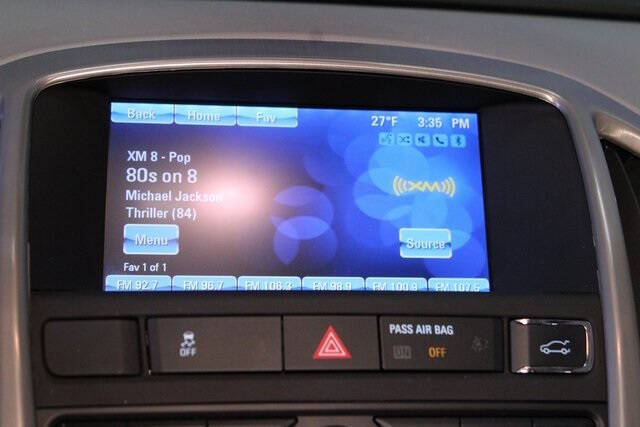 Back Home Fav 27°F 3:35 PM
XM 8 - Pop
80s on 8
Michael Jackson
Thriller (84)
((XM))
Menu Source
Fav 1 of 1
FM 92.7 FM 96.7 FM 106.3 FM 98.9 FM 100.9 FM 107.5
OFF
PASS AIR BAG
ON OFF